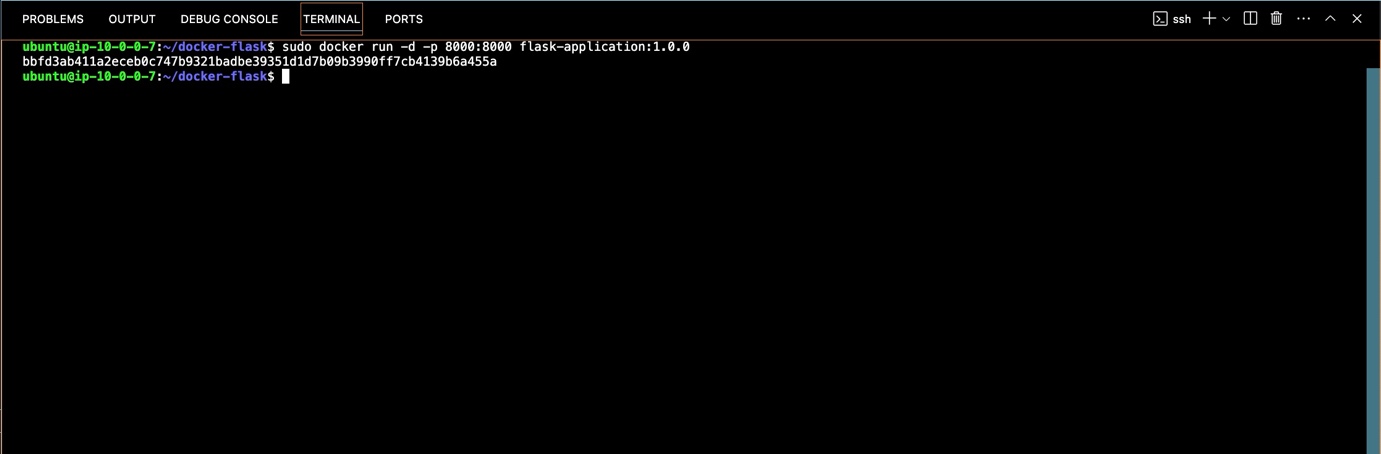 PROBLEMS OUTPUT DEBUG CONSOLE TERMINAL PORTS ssh
ubuntu@ip-10-0-0-7:~/docker-flask$ sudo docker run -d -p 8000:8000 flask-application:1.0.0
bbfd3ab411a2eceb0c747b9321badbe39351d1d7b09b3990ff7cb4139b6a455a
ubuntu@ip-10-0-0-7:~/docker-flask$